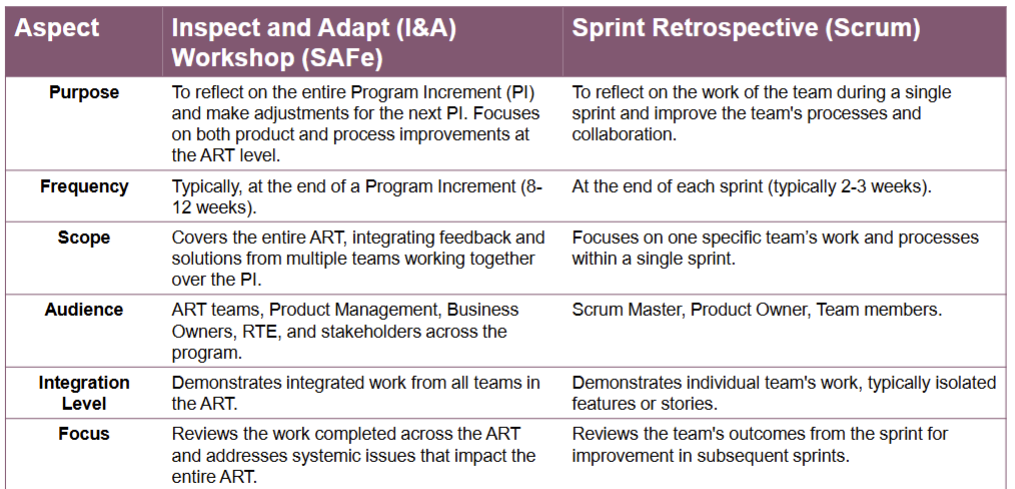 Aspect
Inspect and Adapt (I&A)
Workshop (SAFe)
Sprint Retrospective (Scrum)
Purpose
To reflect on the entire Program Increment (PI)
and make adjustments for the next PI. Focuses
on both product and process improvements at
the ART level.
To reflect on the work of the team during a single
sprint and improve the team's processes and
collaboration.
Frequency
Typically, at the end of a Program Increment (8-
12 weeks).
At the end of each sprint (typically 2-3 weeks).
Scope
Covers the entire ART, integrating feedback and
solutions from multiple teams working together
over the PI.
Focuses on one specific team’s work and processes
within a single sprint.
Audience
ART teams, Product Management, Business
Owners, RTE, and stakeholders across the
program.
Scrum Master, Product Owner, Team members.
Integration
Level
Demonstrates integrated work from all teams in
the ART.
Demonstrates individual team's work, typically isolated
features or stories.
Focus
Reviews the work completed across the ART
and addresses systemic issues that impact the
entire ART.
Reviews the team's outcomes from the sprint for
improvement in subsequent sprints.